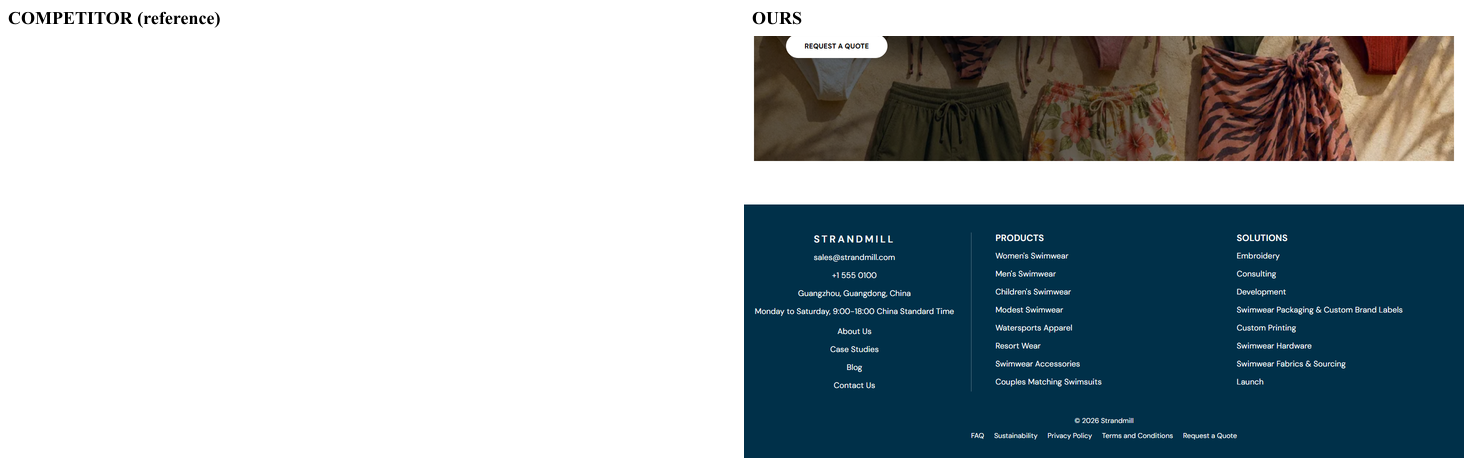 COMPETITOR (reference)
OURS
REQUEST A QUOTE
STRANDMILL
sales@strandmill.com
+1 555 0100
Guangzhou, Guangdong, China
Monday to Saturday, 9:00-18:00 China Standard Time
About Us
Case Studies
Blog
Contact Us
PRODUCTS
Women's Swimwear
Men's Swimwear
Children's Swimwear
Modest Swimwear
Watersports Apparel
Resort Wear
Swimwear Accessories
Couples Matching Swimsuits
SOLUTIONS
Embroidery
Consulting
Development
Swimwear Packaging & Custom Brand Labels
Custom Printing
Swimwear Hardware
Swimwear Fabrics & Sourcing
Launch
© 2026 Strandmill
FAQ Sustainability Privacy Policy Terms and Conditions Request a Quote